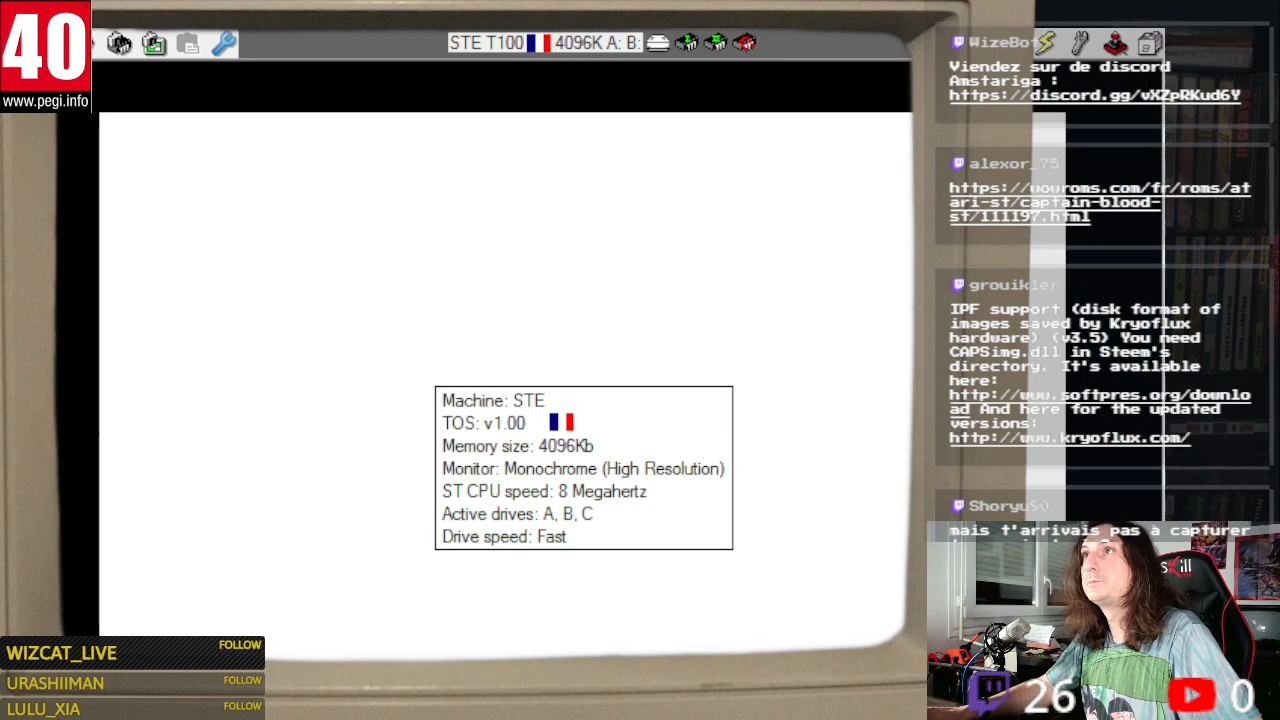 40
www.pegi.info
STE T100 4096K A: B:
Machine: STE
TOS: v1.00
Memory size: 4096Kb
Monitor: Monochrome (High Resolution)
ST CPU speed: 8 Megahertz
Active drives: A, B, C
Drive speed: Fast
WizeBot
Viendez sur de discord
Amstariga :
https://discord.gg/vXZpRKud6Y
alexor_75
https://wowroms.com/fr/roms/at
ari-st/captain-blood-
st/111197.html
grouikler
IPF support (disk format of
images saved by Kryoflux
hardware) (v3.5) You need
CAPSimg.dll in Steem's
directory. It's available
here:
http://www.softpres.org/downlo
ad And here for the updated
versions:
http://www.kryoflux.com/
Shoryu$0
mais t'arrivais pas à capturer
WIZCAT_LIVE FOLLOW
URASHIIMAN FOLLOW
LULU_XIA FOLLOW
skill
26
0